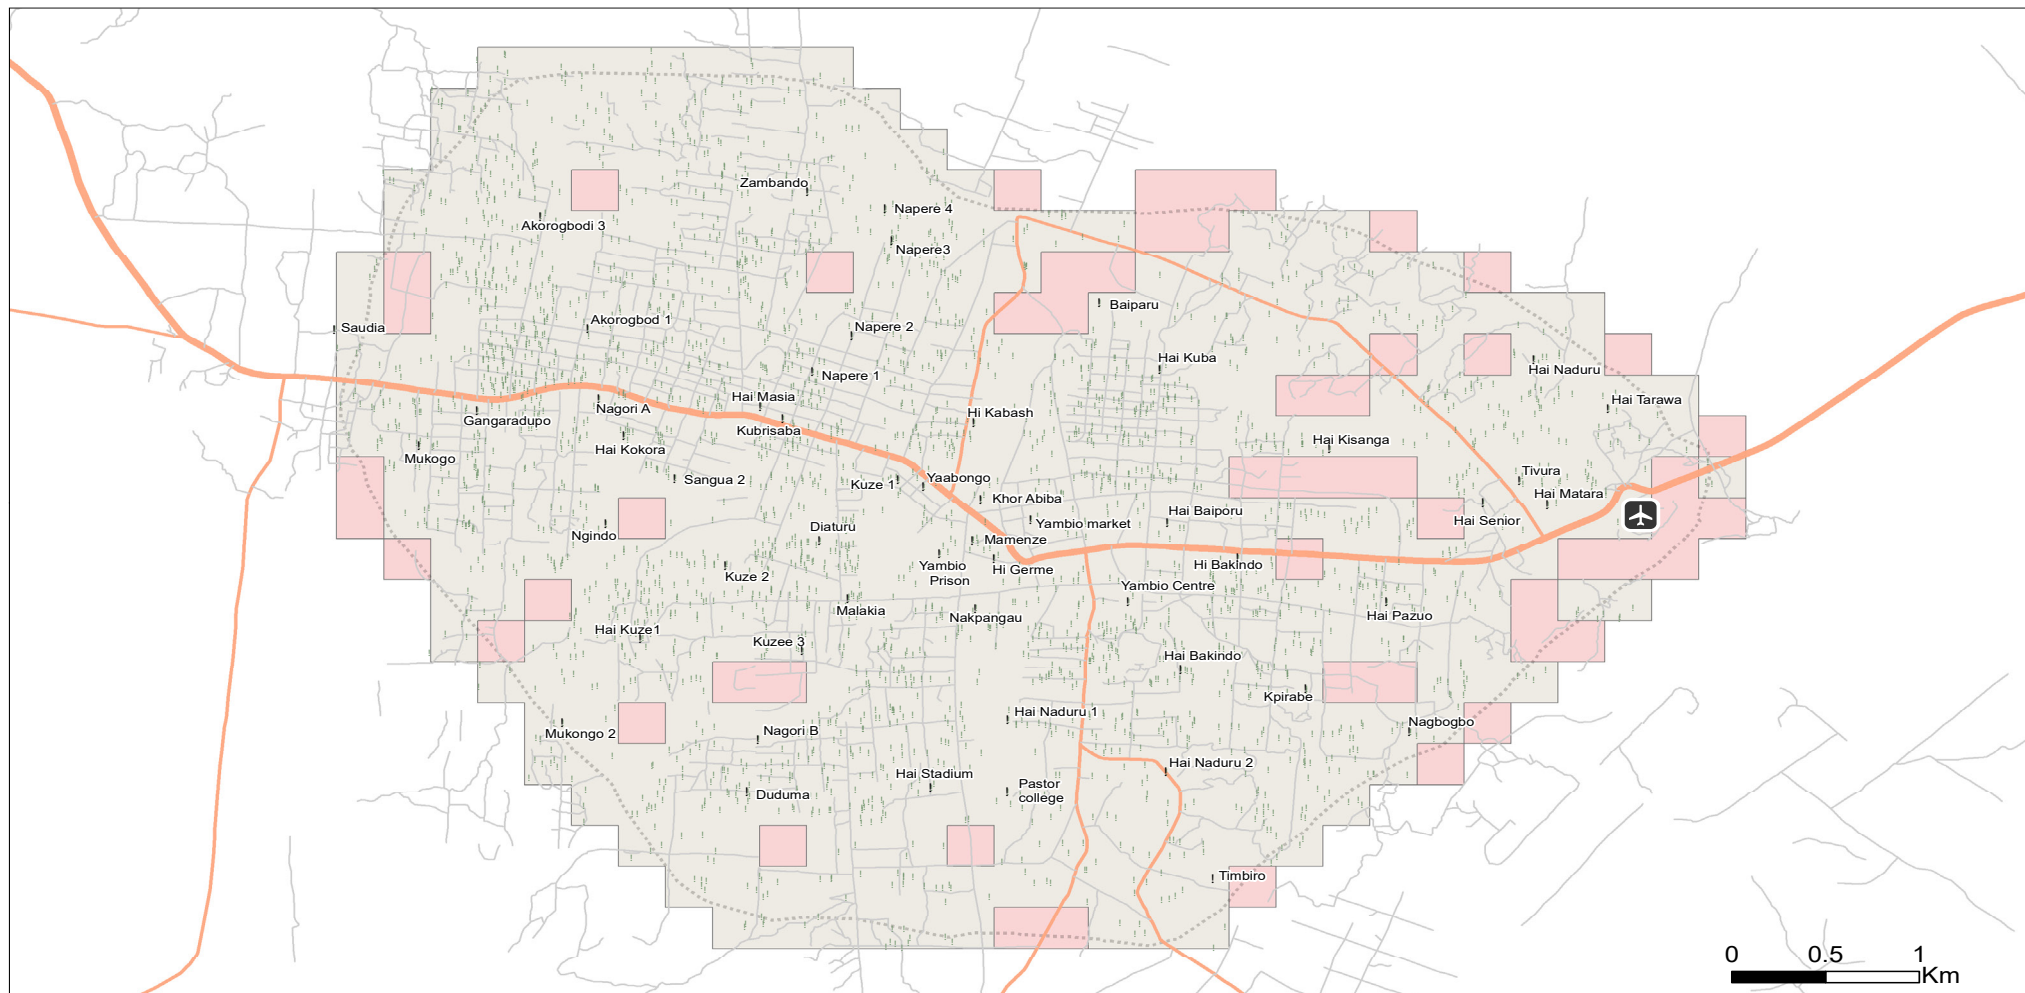 Zambando
Napere 4
Akorogbodi 3
Napere3
Baiparu
Akorogbod 1
Saudia
Napere 2
Hai Kuba
Hai Naduru
Napere 1
Hai Masia
Hai Tarawa
Nagori A
Hi Kabash
Gangaradupo
Kubrisaba
Hai Kisanga
Hai Kokora
Mukogo
Tivura
Sangua 2
Yaabongo
Kuze 1
Hai Matara
Khor Abiba
Hai Baiporu
Hai Senior
Yambio market
Diaturu
Ngindo
Mamenze
Hi Bakindo
Yambio
Prison
Hi Germe
Kuze 2
Yambio Centre
Malakia
Nakpangau
Hai Pazuo
Hai Kuze1
Kuzee 3
Hai Bakindo
Kpirabe
Hai Naduru 1
Nagbogbo
Nagori B
Mukongo 2
Hai Naduru 2
Hai Stadium
Pastor
college
Duduma
Timbiro
0 0.5 1
Km